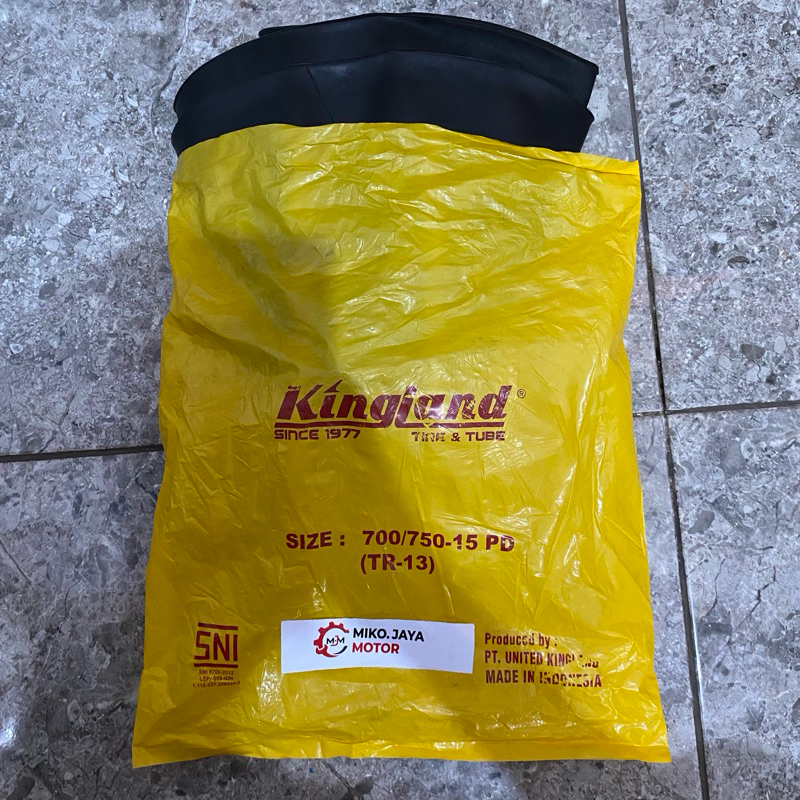 Kingland®
SINCE 1977 TIRE & TUBE
SIZE : 700/750-15 PD
(TR-13)
SNI
MJM
MIKO.JAYA
MOTOR
Produced by :
PT. UNITED KINGLAND
MADE IN INDONESIA